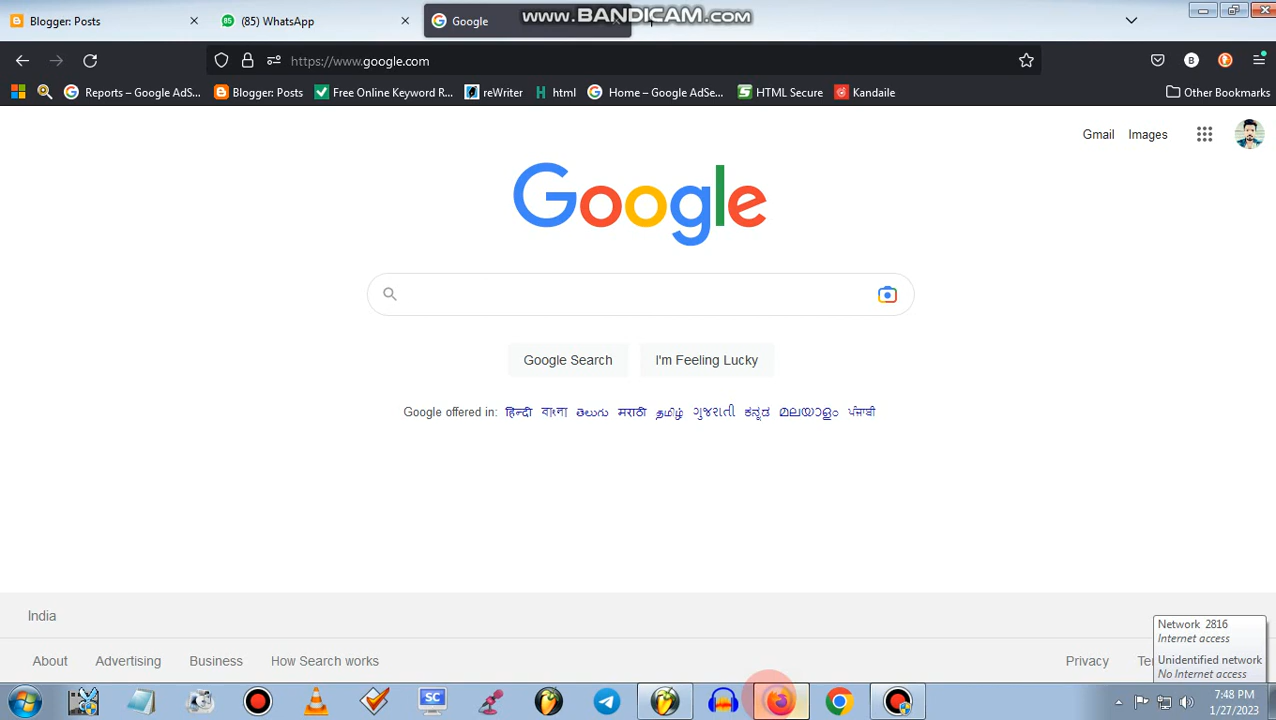 Blogger: Posts
(85) WhatsApp
Google
www.BANDICAM.com
https://www.google.com
Reports – Google AdS...
Blogger: Posts
Free Online Keyword R...
reWriter
H html
Home – Google AdSe...
HTML Secure
Kandaile
Other Bookmarks
Gmail Images
Google
Google Search
I'm Feeling Lucky
Google offered in: हिन्दी বাংলা తెలుగు मराठी தமிழ் ગુજરાતી ಕನ್ನಡ മലയാളം ਪੰਜਾਬੀ
India
Network 2816
Internet access
Unidentified network
No Internet access
About Advertising Business How Search works
Privacy
SC
7:48 PM
1/27/2023